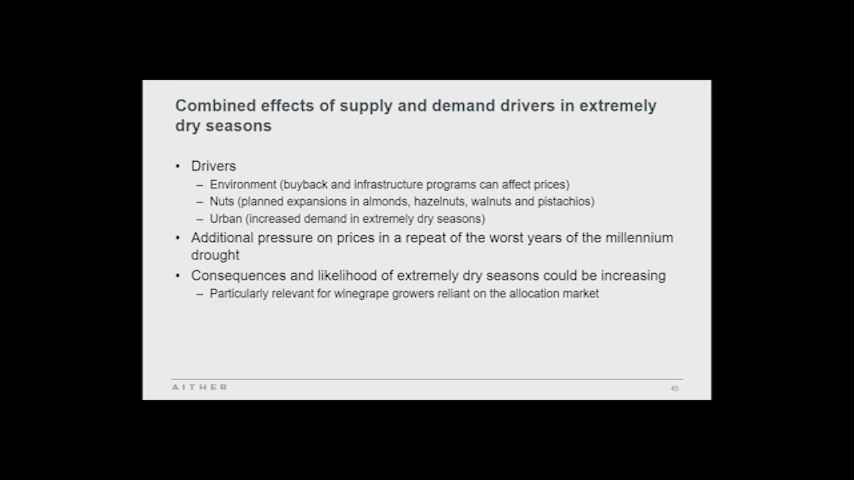 Combined effects of supply and demand drivers in extremely
dry seasons
• Drivers
– Environment (buyback and infrastructure programs can affect prices)
– Nuts (planned expansions in almonds, hazelnuts, walnuts and pistachios)
– Urban (increased demand in extremely dry seasons)
• Additional pressure on prices in a repeat of the worst years of the millennium
drought
• Consequences and likelihood of extremely dry seasons could be increasing
– Particularly relevant for winegrape growers reliant on the allocation market
AITHER
45